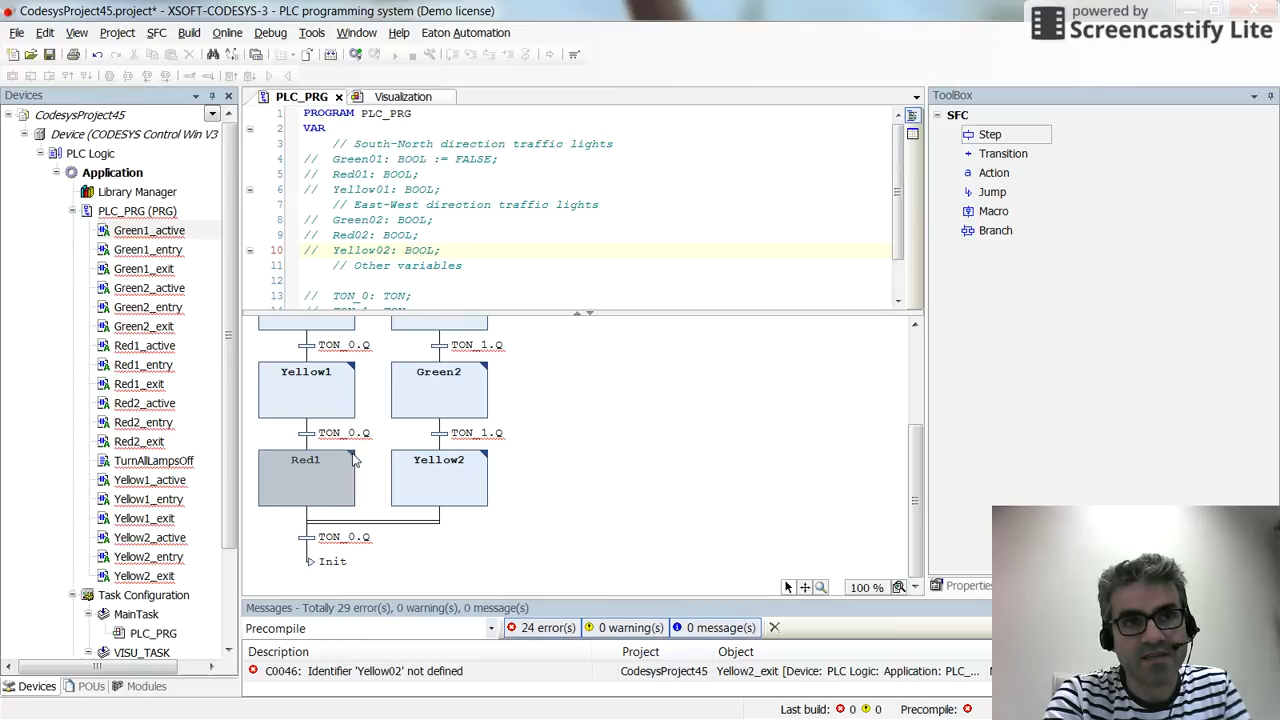 CodesysProject45.project* - XSOFT-CODESYS-3 - PLC programming system (Demo license)
powered by
Screencastify Lite
File Edit View Project SFC Build Online Debug Tools Window Help Eaton Automation
Devices
CodesysProject45
Device (CODESYS Control Win V3
PLC Logic
Application
Library Manager
PLC_PRG (PRG)
Green1_active
Green1_entry
Green1_exit
Green2_active
Green2_entry
Green2_exit
Red1_active
Red1_entry
Red1_exit
Red2_active
Red2_entry
Red2_exit
TurnAllLampsOff
Yellow1_active
Yellow1_entry
Yellow1_exit
Yellow2_active
Yellow2_entry
Yellow2_exit
Task Configuration
MainTask
PLC_PRG
VISU_TASK
Devices POUs Modules
PLC_PRG Visualization
1 PROGRAM PLC_PRG
2 VAR
3 // South-North direction traffic lights
4 // Green01: BOOL := FALSE;
5 // Red01: BOOL;
6 // Yellow01: BOOL;
7 // East-West direction traffic lights
8 // Green02: BOOL;
9 // Red02: BOOL;
10 // Yellow02: BOOL;
11 // Other variables
12
13 // TON_0: TON;
TON_0.Q TON_1.Q
Yellow1 Green2
TON_0.Q TON_1.Q
Red1 Yellow2
TON_0.Q
Init
100 %
Messages - Totally 29 error(s), 0 warning(s), 0 message(s)
Precompile 24 error(s) 0 warning(s) 0 message(s)
Description Project Object
C0046: Identifier 'Yellow02' not defined CodesysProject45 Yellow2_exit [Device: PLC Logic: Application: PLC_...
Last build: 0 0 Precompile:
ToolBox
SFC
Step
Transition
Action
Jump
Macro
Branch
Properties